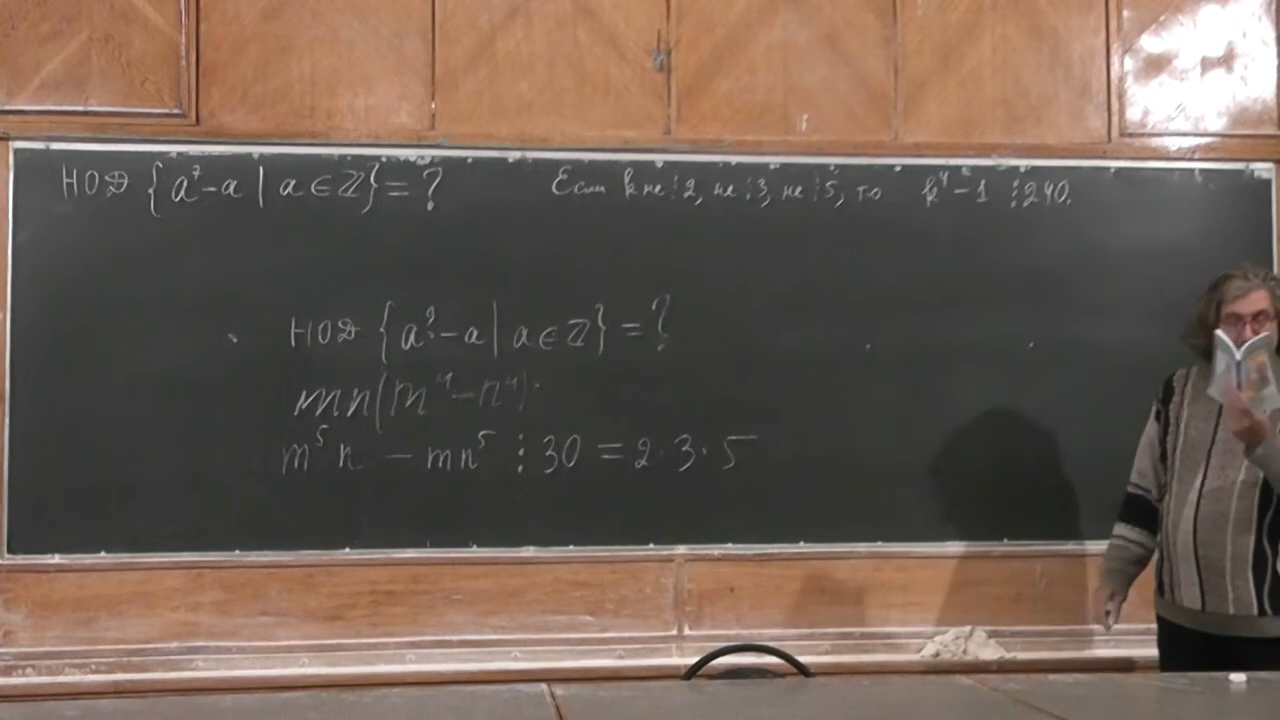 НОД {a⁷-a | a∈ℤ} = ?
Если k не ⋮ 2, не ⋮ 3, не ⋮ 5, то k⁴-1 ⋮ 240.
НОД {a⁹-a | a∈ℤ} = ?
mn(m⁴-n⁴).
m⁵n - mn⁵ ⋮ 30 = 2·3·5